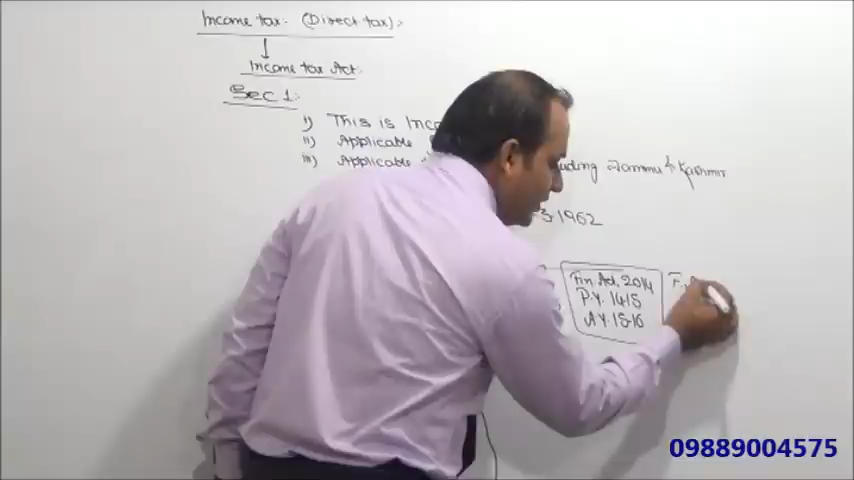 Income tax. (Direct tax):
Income tax Act:
Sec 1:
i) This is Inc
ii) Applicable
iii) Applicable uding Jammu & Kashmir
1962
Fin. Act. 2014
P.Y. 14-15
A.Y. 15-16
F.
09889004575